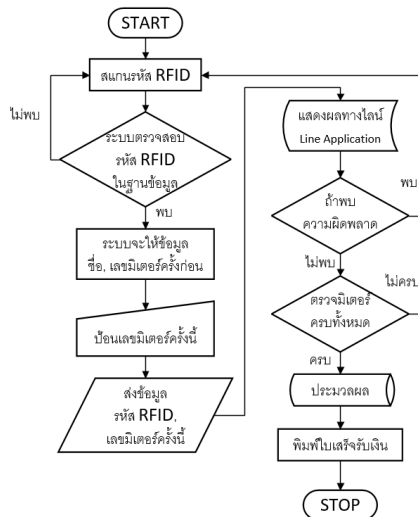 START
สแกนรหัส RFID
ไม่พบ
ระบบตรวจสอบ
รหัส RFID
ในฐานข้อมูล
พบ
ระบบจะให้ข้อมูล
ชื่อ, เลขมิเตอร์ครั้งก่อน
ป้อนเลขมิเตอร์ครั้งนี้
ส่งข้อมูล
รหัส RFID,
เลขมิเตอร์ครั้งนี้
แสดงผลทางไลน์
Line Application
พบ
ถ้าพบ
ความผิดพลาด
ไม่พบ
ไม่ครบ
ตรวจมิเตอร์
ครบทั้งหมด
ครบ
ประมวลผล
พิมพ์ใบเสร็จรับเงิน
STOP